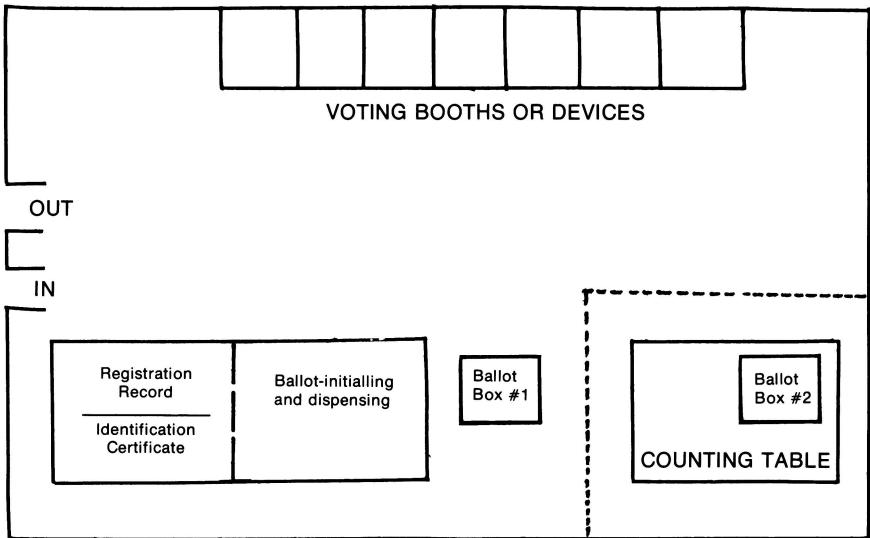 VOTING BOOTHS OR DEVICES
OUT
IN
Registration
Record
Identification
Certificate
Ballot-initialling
and dispensing
Ballot
Box #1
Ballot
Box #2
COUNTING TABLE